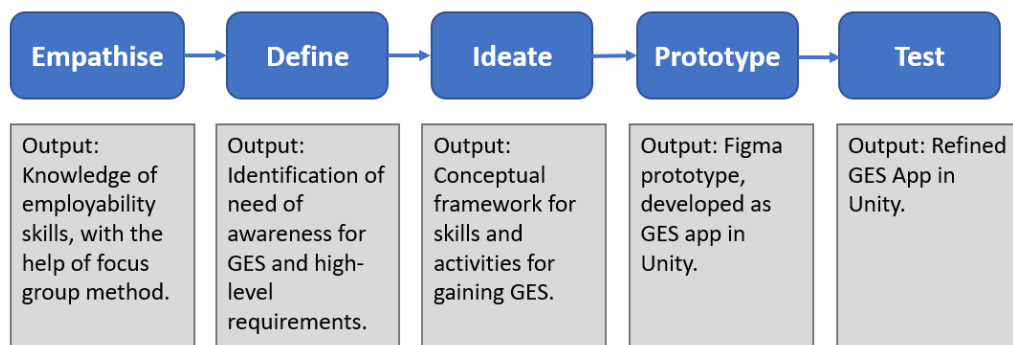 Empathise
Define
Ideate
Prototype
Test
Output:
Knowledge of
employability
skills, with the
help of focus
group method.
Output:
Identification of
need of
awareness for
GES and high-
level
requirements.
Output:
Conceptual
framework for
skills and
activities for
gaining GES.
Output: Figma
prototype,
developed as
GES app in
Unity.
Output: Refined
GES App in
Unity.